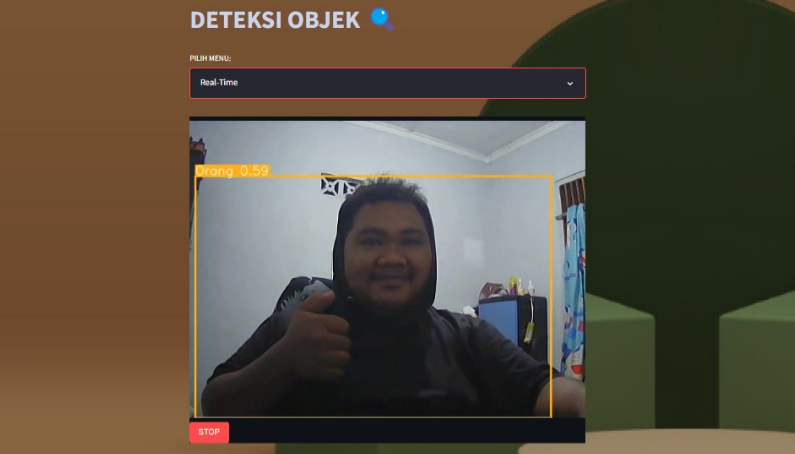 DETEKSI OBJEK
PILIH MENU:
Real-Time
Orang 0.59
STOP